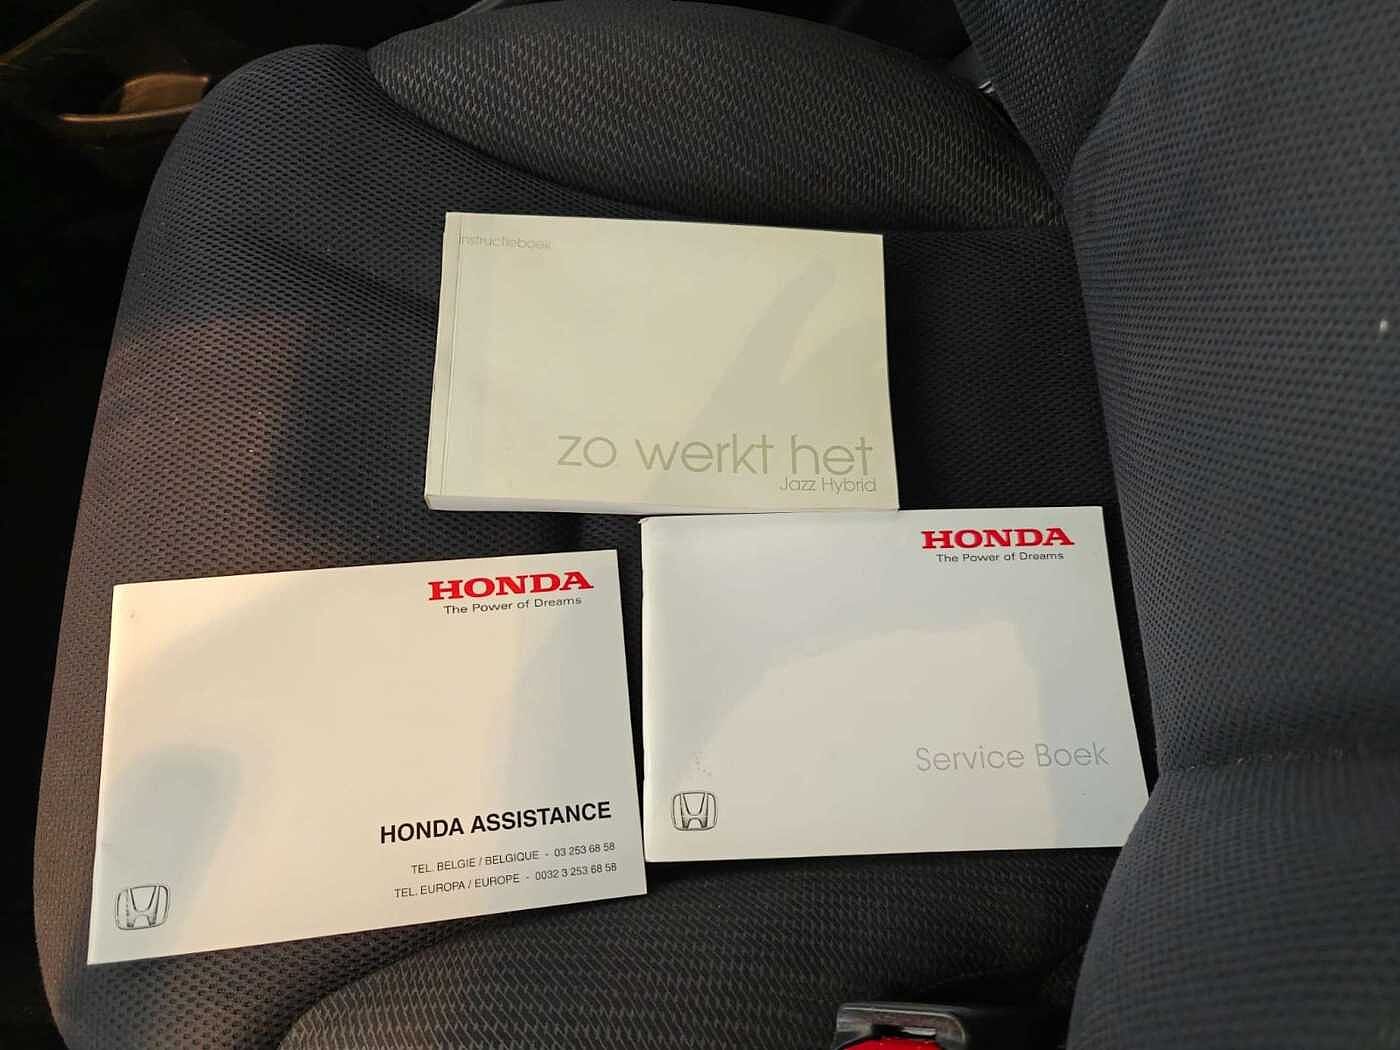 instructieboek
zo werkt het
Jazz Hybrid
HONDA
The Power of Dreams
Service Boek
HONDA
The Power of Dreams
HONDA ASSISTANCE
TEL. BELGIE / BELGIQUE - 03 253 68 58
TEL. EUROPA / EUROPE - 0032 3 253 68 58